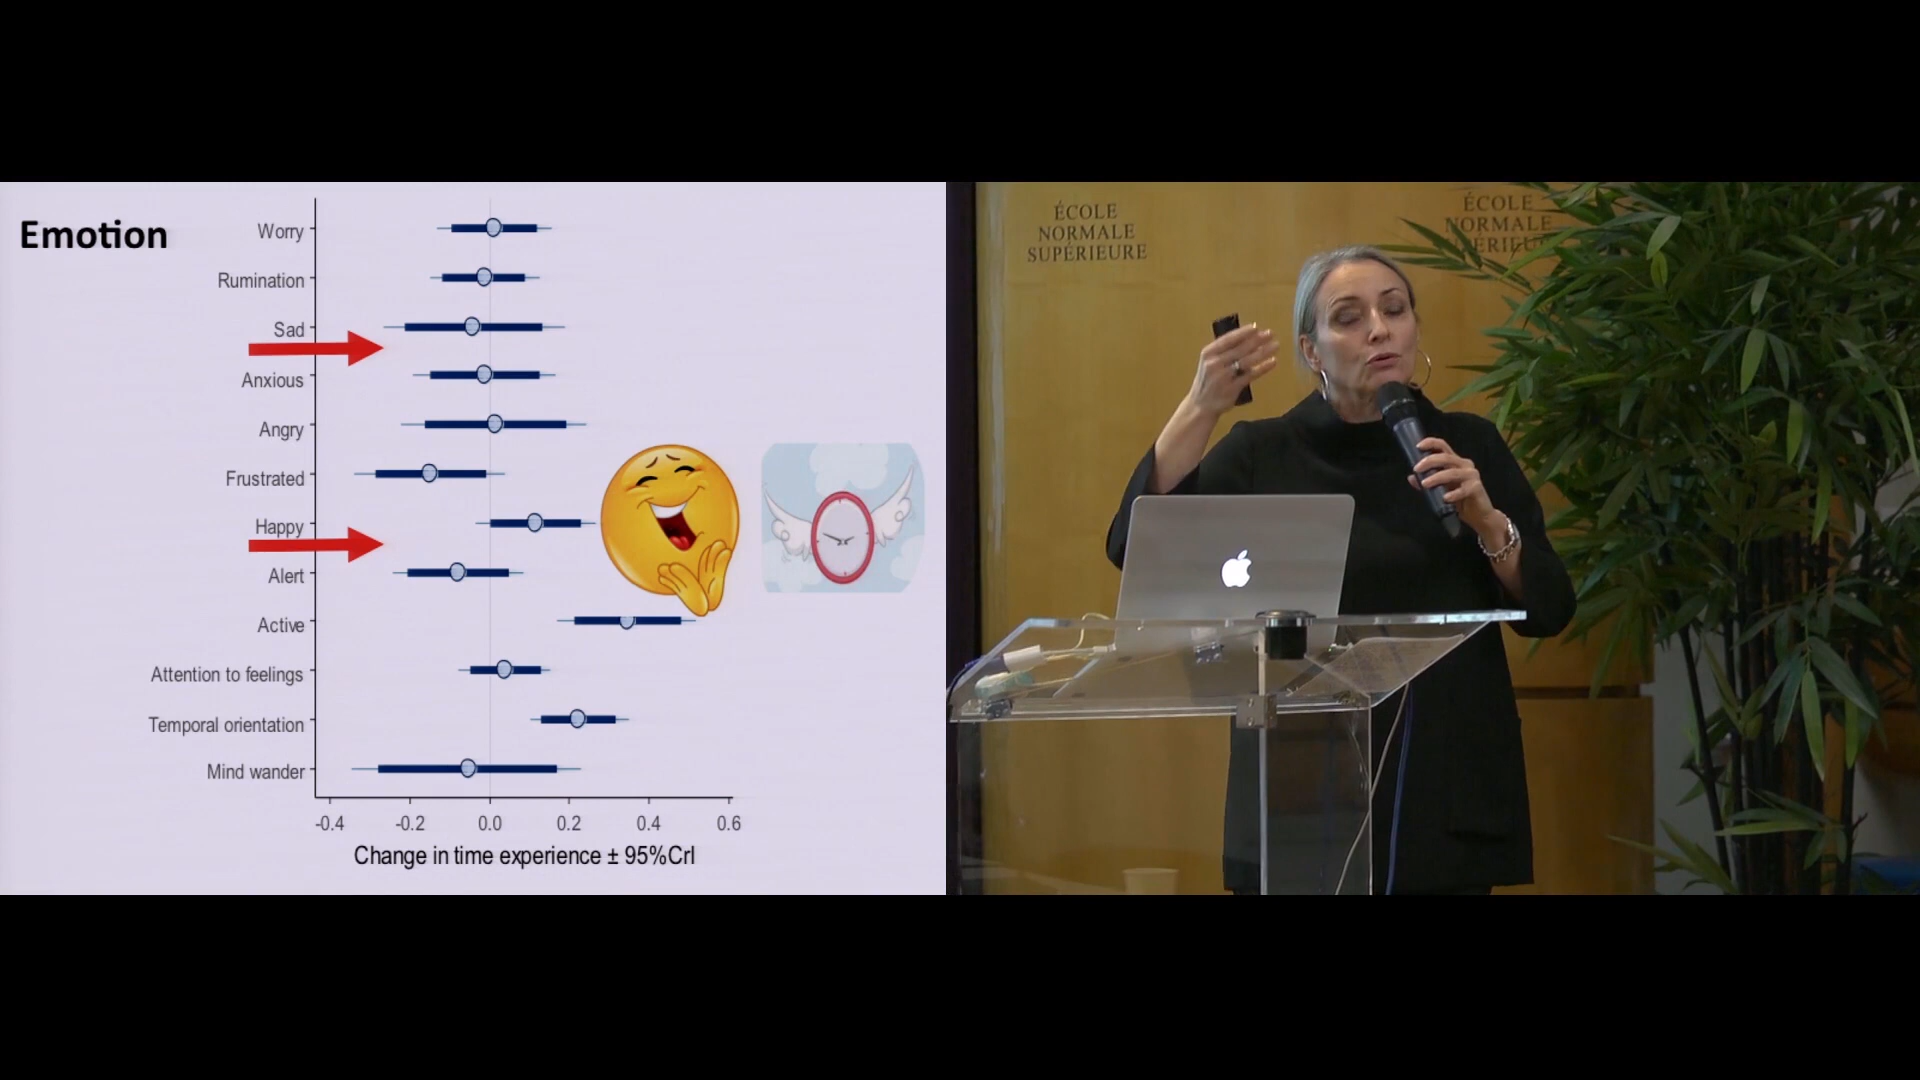 Emotion
Worry
Rumination
Sad
Anxious
Angry
Frustrated
Happy
Alert
Active
Attention to feelings
Temporal orientation
Mind wander
-0.4 -0.2 0.0 0.2 0.4 0.6
Change in time experience ± 95%CrI
ÉCOLE
NORMALE
SUPÉRIEURE
ÉCOLE
NORMALE